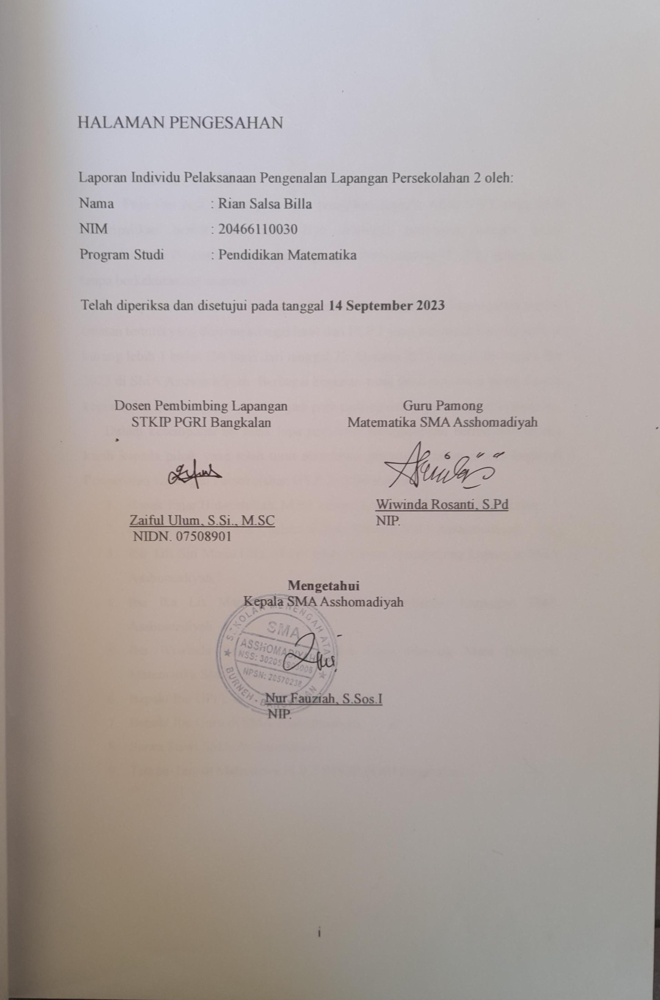 HALAMAN PENGESAHAN
Laporan Individu Pelaksanaan Pengenalan Lapangan Persekolahan 2 oleh:
Nama : Rian Salsa Billa
NIM : 20466110030
Program Studi : Pendidikan Matematika
Telah diperiksa dan disetujui pada tanggal 14 September 2023
Dosen Pembimbing Lapangan
STKIP PGRI Bangkalan
Zaiful Ulum, S.Si., M.SC
NIDN. 07508901
Guru Pamong
Matematika SMA Asshomadiyah
Wiwinda Rosanti, S.Pd
NIP.
Mengetahui
Kepala SMA Asshomadiyah
SEKOLAH MENENGAH ATAS
SMA
ASSHOMADIYAH
NSS:
NPSN: 20570238
BURNEH - BANGKALAN
Nur Fauziah, S.Sos.I
NIP.
i